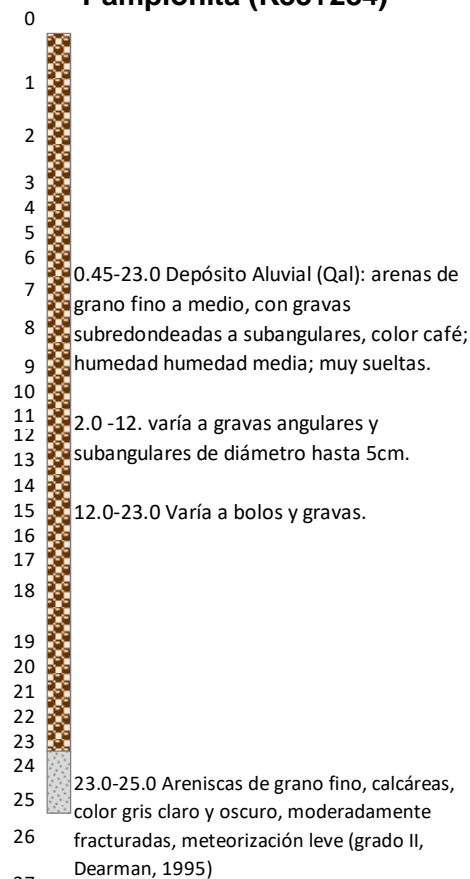 Pamplonita
0
1
2
3
4
5
6
7
8
9
10
11
12
13
14
15
16
17
18
19
20
21
22
23
24
25
26
27
0.45-23.0 Depósito Aluvial (Qal): arenas de
grano fino a medio, con gravas
subredondeadas a subangulares, color café;
humedad humedad media; muy sueltas.
2.0 -12. varía a gravas angulares y
subangulares de diámetro hasta 5cm.
12.0-23.0 Varía a bolos y gravas.
23.0-25.0 Areniscas de grano fino, calcáreas,
color gris claro y oscuro, moderadamente
fracturadas, meteorización leve (grado II,
Dearman, 1995)